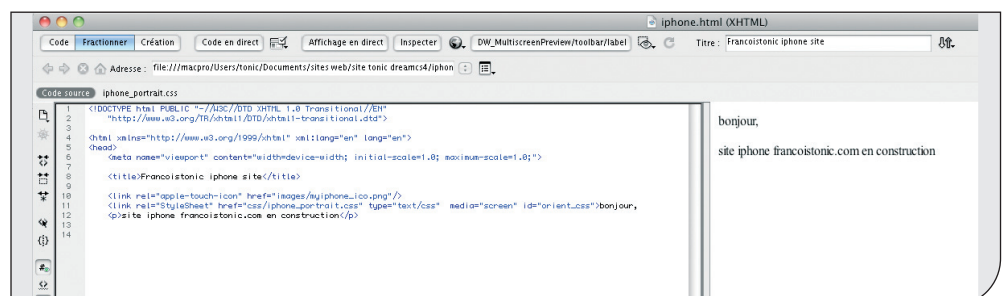 iphone.html (XHTML)
Code Fractionner Création Code en direct Affichage en direct Inspecter DW_MultiscreenPreview/toolbar/label Titre : Francoistonic iphone site
Adresse : file:///macpro/Users/tonic/Documents/sites web/site tonic dreamcs4/iphon
Code source iphone_portrait.css
1 <!DOCTYPE html PUBLIC "-//W3C//DTD XHTML 1.0 Transitional//EN"
2 "http://www.w3.org/TR/xhtml1/DTD/xhtml1-transitional.dtd">
3
4 <html xmlns="http://www.w3.org/1999/xhtml" xml:lang="en" lang="en">
5 <head>
6 <meta name="viewport" content="width=device-width; initial-scale=1.0; maximum-scale=1.0;">
7
8 <title>Francoistonic iphone site</title>
9
10 <link rel="apple-touch-icon" href="images/myiphone_ico.png"/>
11 <link rel="StyleSheet" href="css/iphone_portrait.css" type="text/css" media="screen" id="orient_css">bonjour,
12 <p>site iphone francoistonic.com en construction</p>
13
14
bonjour,
site iphone francoistonic.com en construction